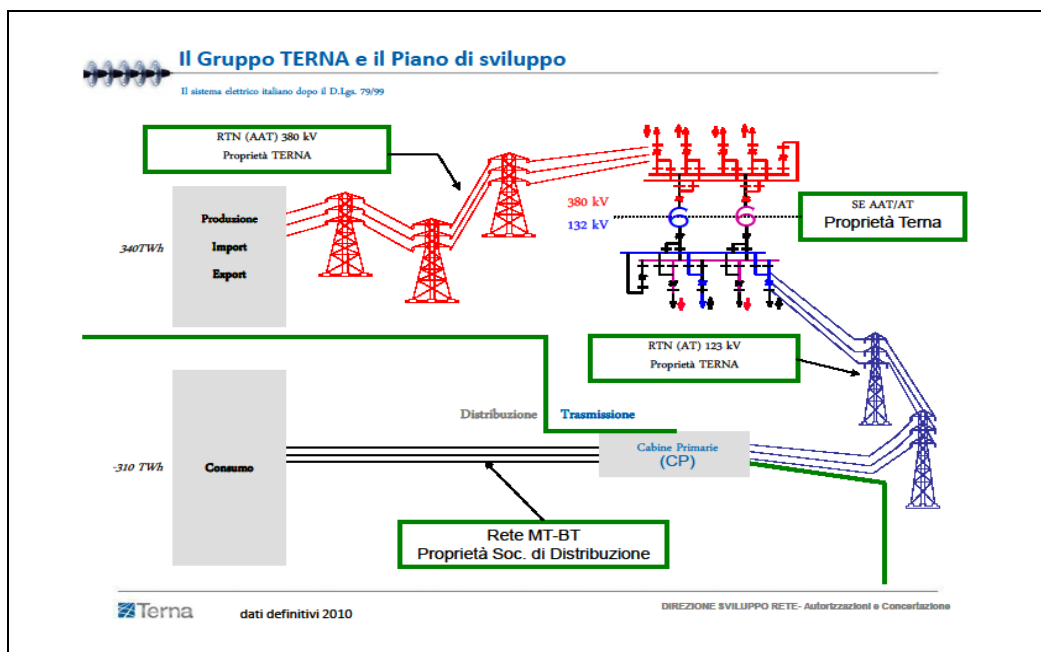 Il Gruppo TERNA e il Piano di sviluppo
Il sistema elettrico italiano dopo il D.Lgs. 79/99
RTN (AAT) 380 kV
Proprietà TERNA
Produzione
Import
Export
340TWh
380 kV
132 kV
SE AAT/AT
Proprietà Terna
RTN (AT) 123 kV
Proprietà TERNA
Distribuzione
Trasmissione
Cabine Primarie
(CP)
-310 TWh
Consumo
Rete MT-BT
Proprietà Soc. di Distribuzione
Terna
dati definitivi 2010
DIREZIONE SVILUPPO RETE- Autorizzazioni e Concertazione